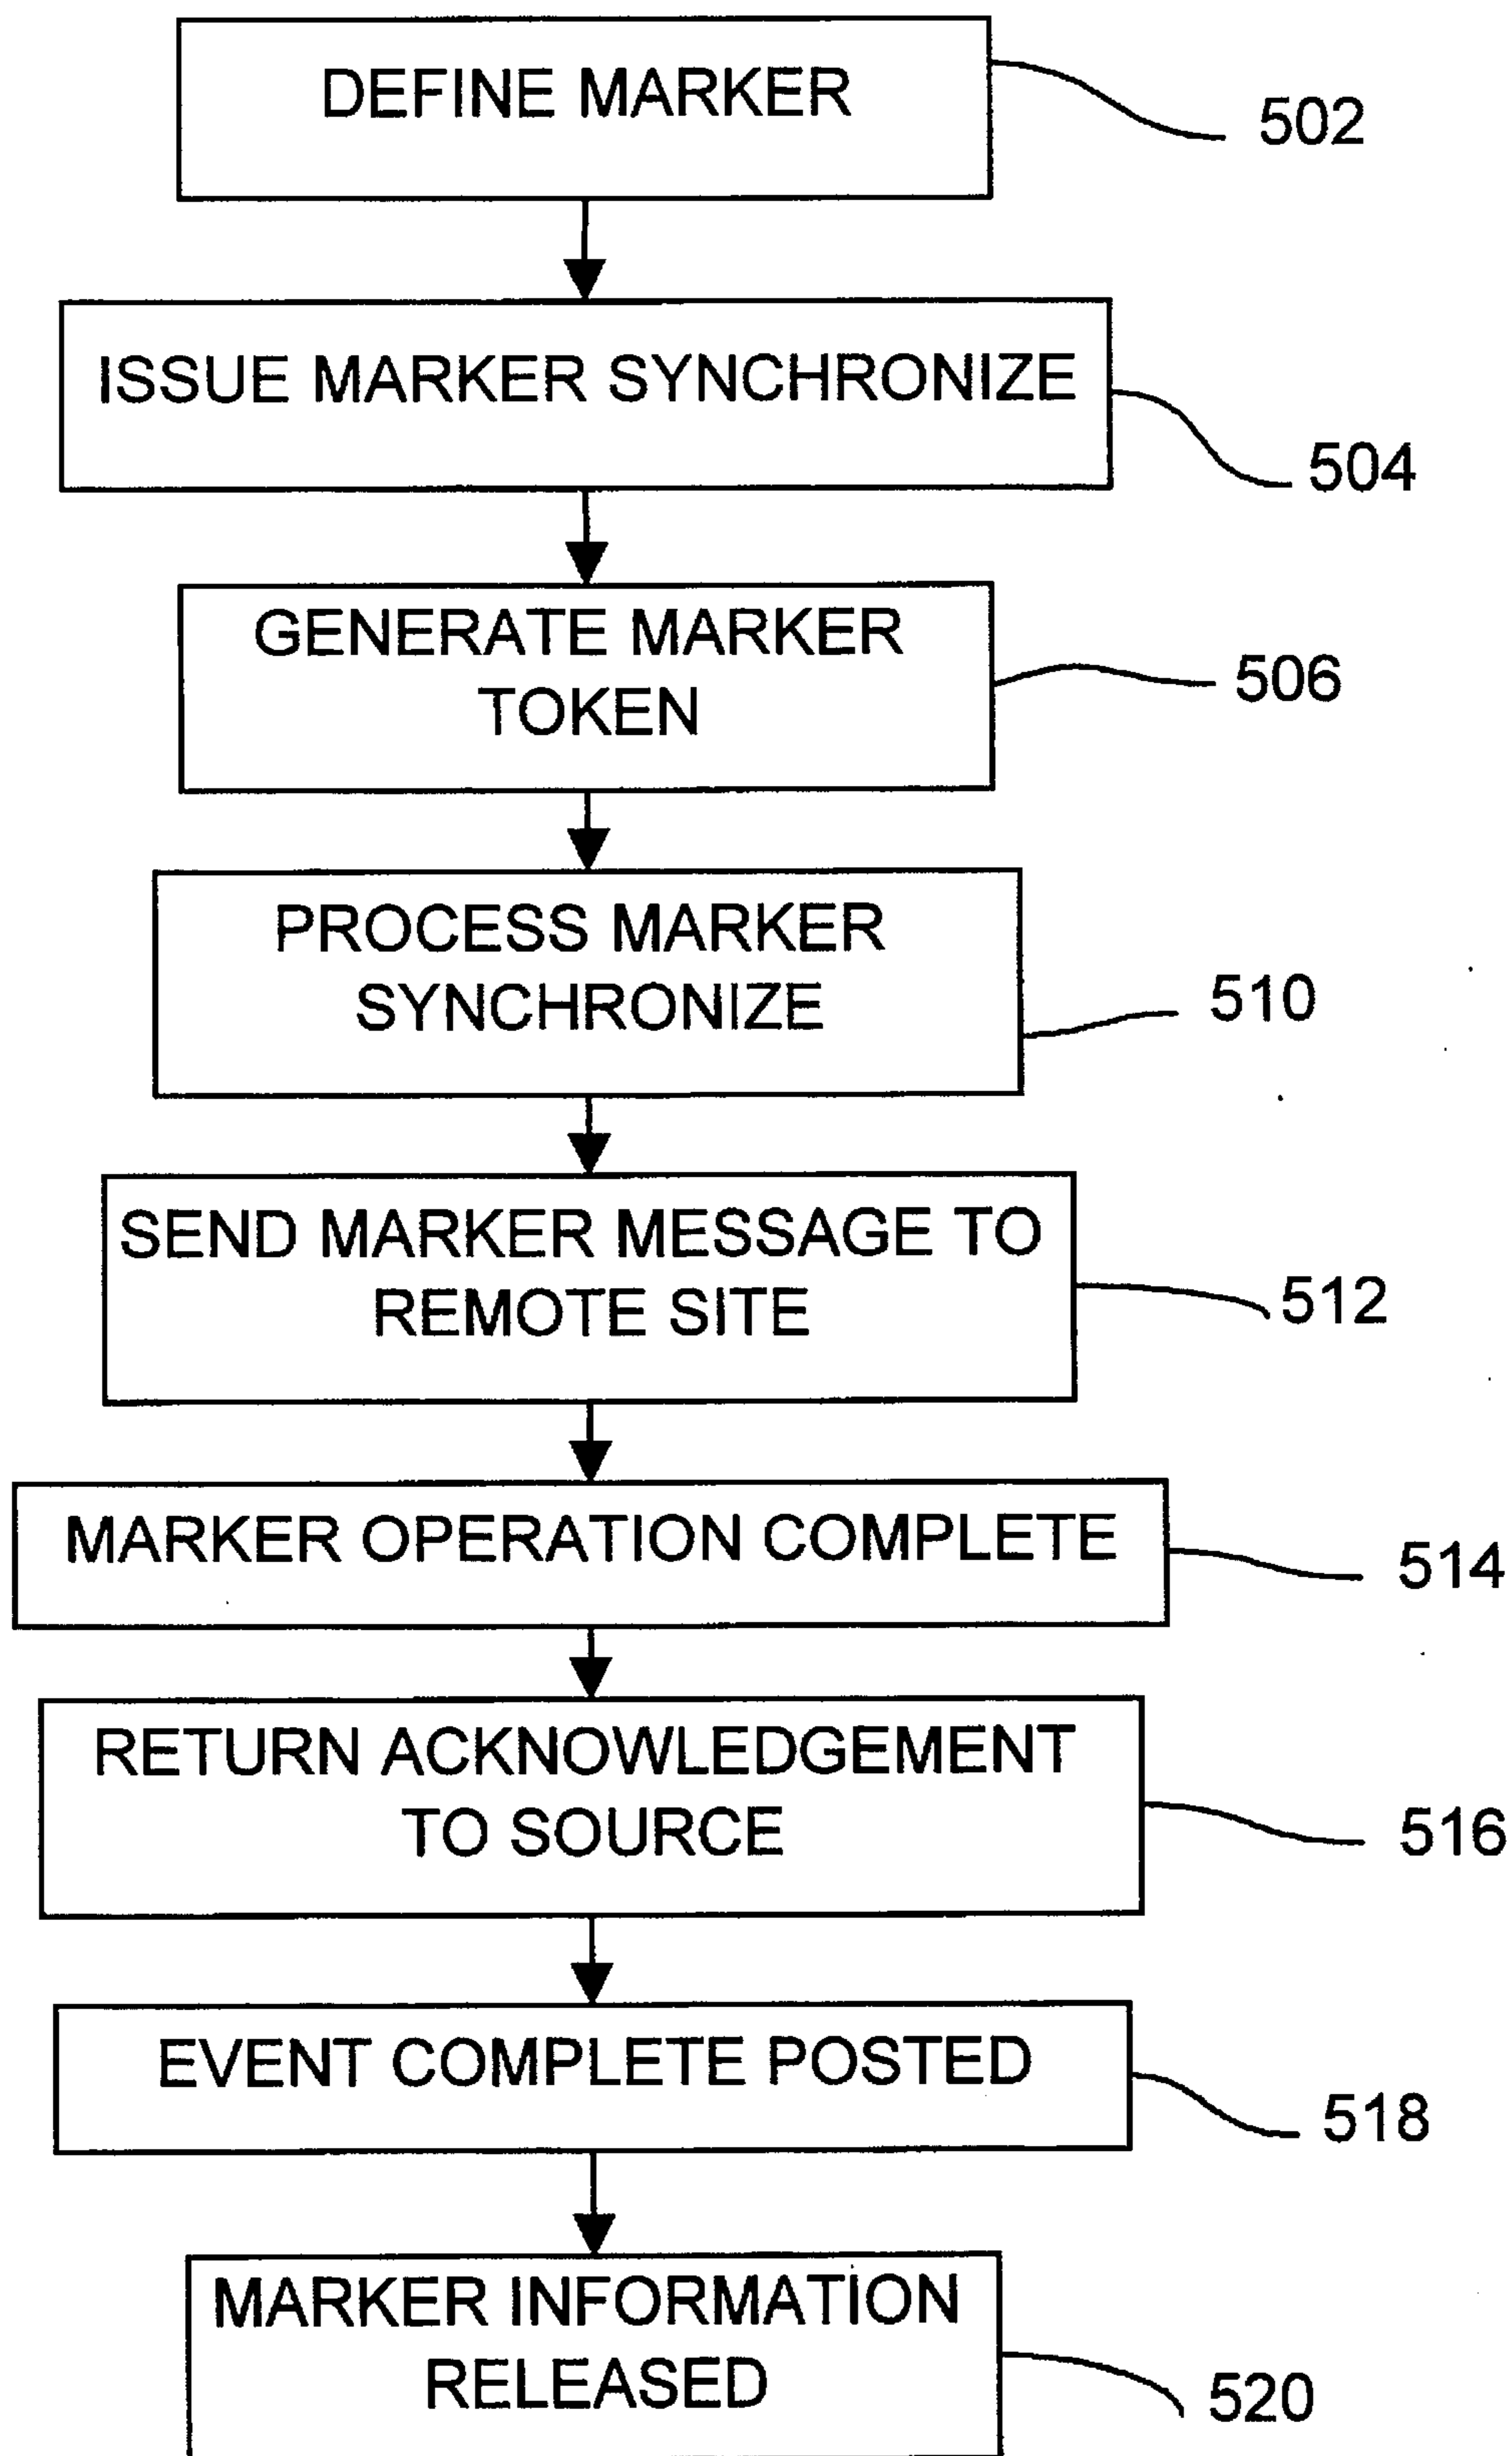 DEFINE MARKER
502
ISSUE MARKER SYNCHRONIZE
504
GENERATE MARKER
TOKEN
506
PROCESS MARKER
SYNCHRONIZE
510
SEND MARKER MESSAGE TO
REMOTE SITE
512
MARKER OPERATION COMPLETE
514
RETURN ACKNOWLEDGEMENT
TO SOURCE
516
EVENT COMPLETE POSTED
518
MARKER INFORMATION
RELEASED
520